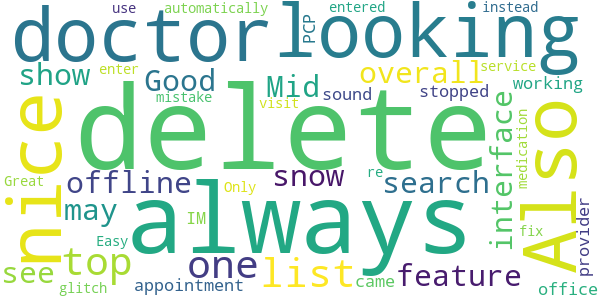 use automatically entered instead
doctor looking
PCP
show Good Mid overall service
enter
mistake visit sound stopped working
nice delete Also
interface medication
offline snow re search
Great Only
may always IM
Easy fix provider
see top one list came feature
glitch appointment office